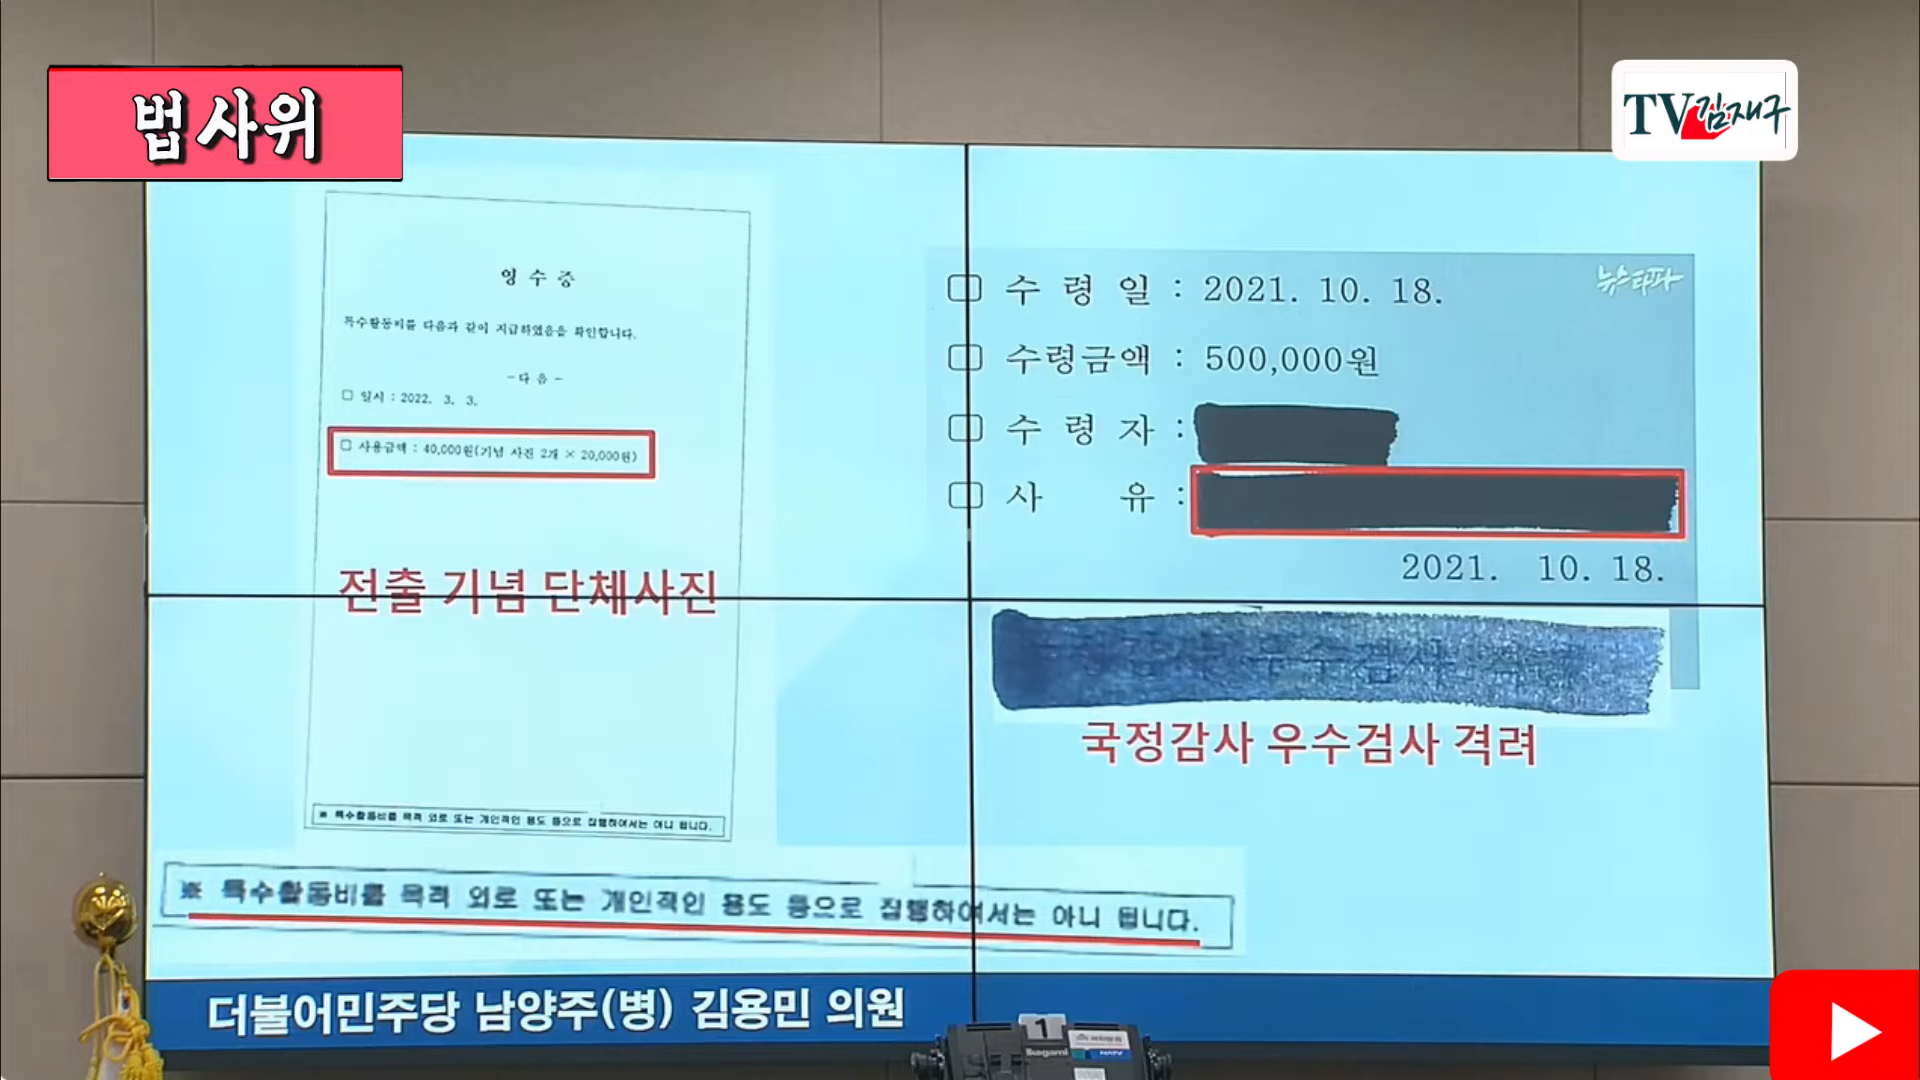 법사위
TV김재구
영 수 증
특수활동비를 다음과 같이 지급하였음을 확인합니다.
- 다 음 -
□ 일시 : 2022. 3. 3.
□ 사용금액 : 40,000원(기념 사진 2개 × 20,000원)
전출 기념 단체사진
※ 특수활동비를 목적 외로 또는 개인적인 용도 등으로 집행하여서는 아니 됩니다.
뉴스타파
□ 수 령 일 : 2021. 10. 18.
□ 수령금액 : 500,000원
□ 수 령 자 :
□ 사 유 :
2021. 10. 18.
우수검사
국정감사 우수검사 격려
※ 특수활동비를 목적 외로 또는 개인적인 용도 등으로 집행하여서는 아니 됩니다.
더불어민주당 남양주(병) 김용민 의원
1
Ikegami
NATV